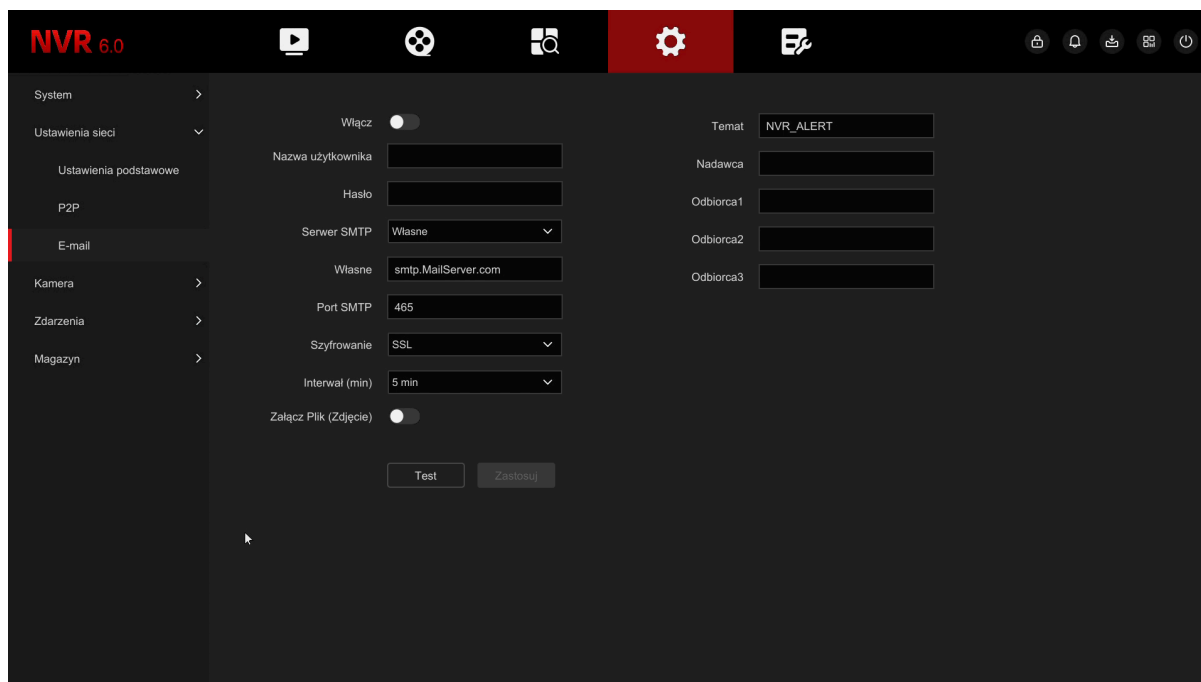 NVR 6.0
System
Ustawienia sieci
Ustawienia podstawowe
P2P
E-mail
Kamera
Zdarzenia
Magazyn
Włącz
Nazwa użytkownika
Hasło
Serwer SMTP Własne
Własne smtp.MailServer.com
Port SMTP 465
Szyfrowanie SSL
Interwał (min) 5 min
Załącz Plik (Zdjęcie)
Test Zastosuj
Temat NVR_ALERT
Nadawca
Odbiorca1
Odbiorca2
Odbiorca3